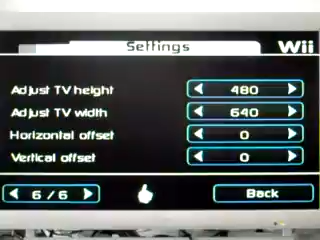 Settings
Wii
Adjust TV height 480
Adjust TV width 640
Horizontal offset 0
Vertical offset 0
6 / 6 Back